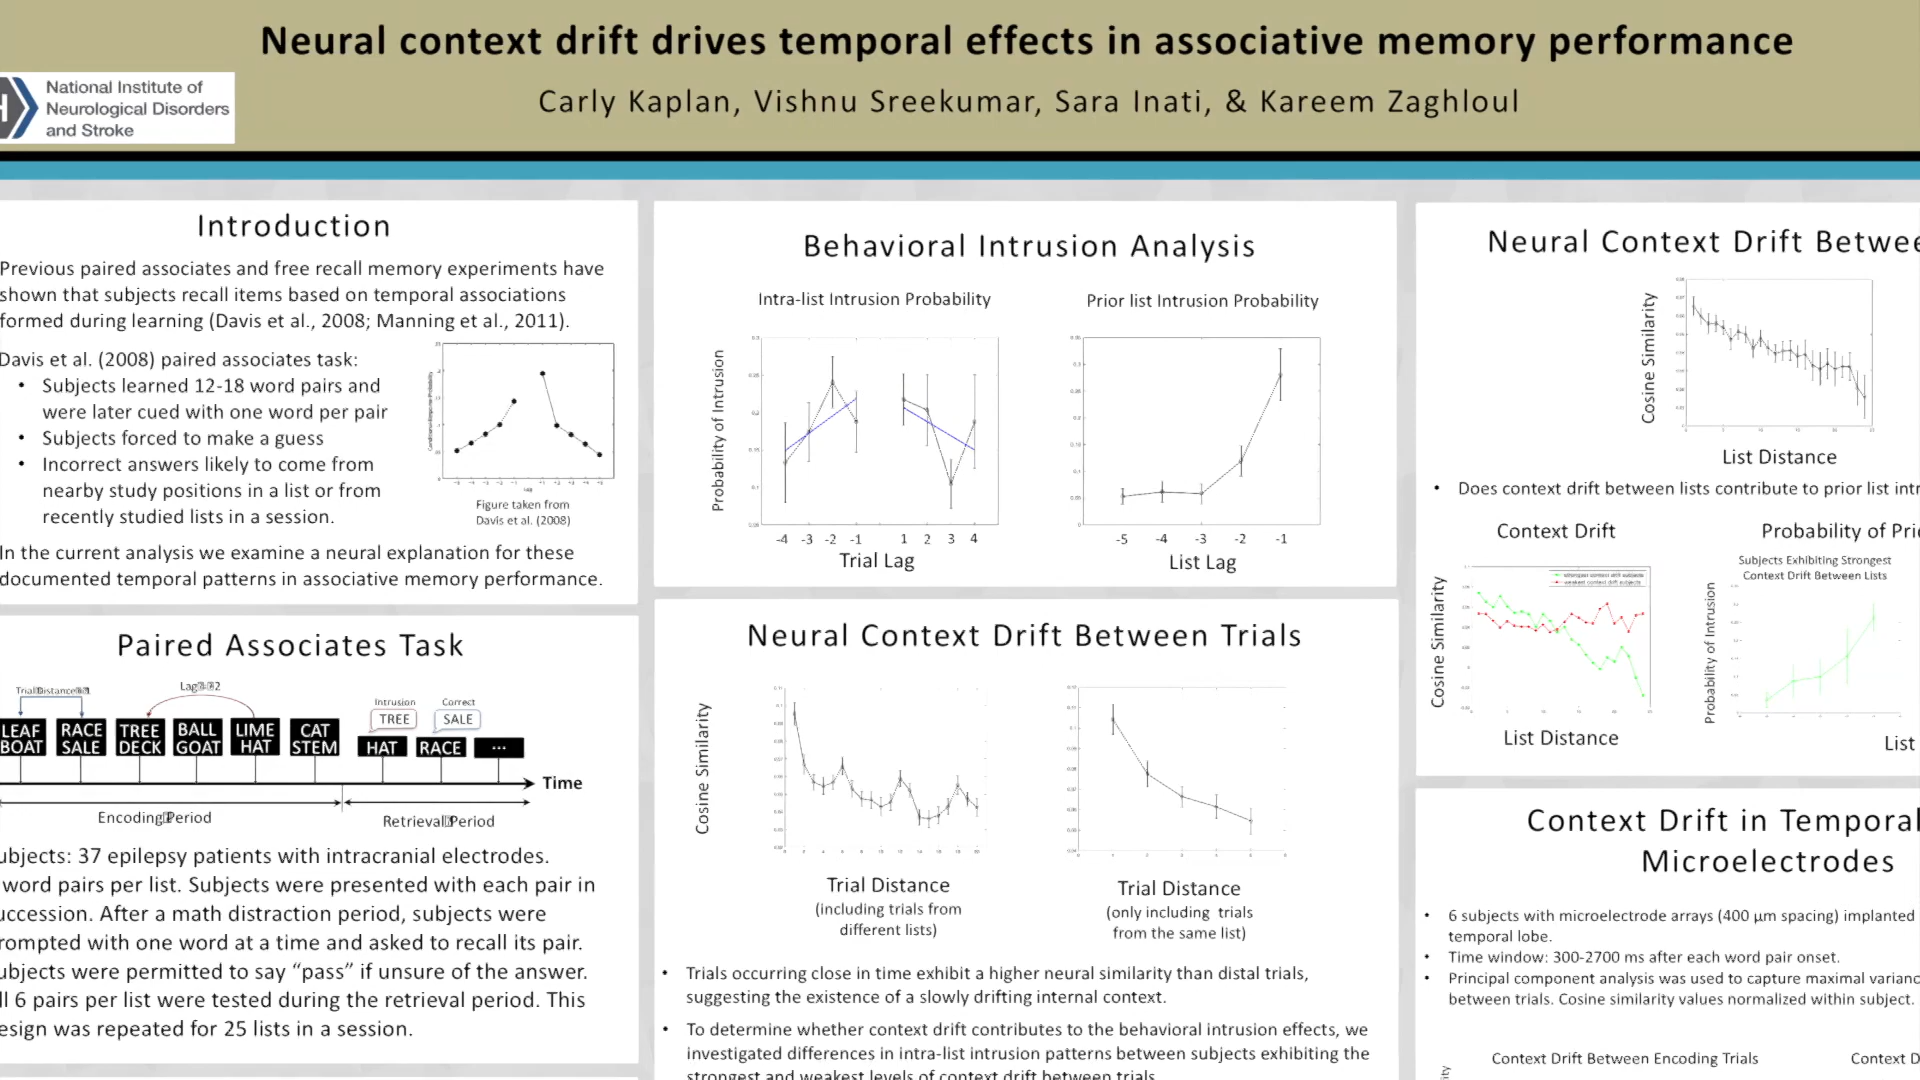 Neural context drift drives temporal effects in associative memory performance
Carly Kaplan, Vishnu Sreekumar, Sara Inati, & Kareem Zaghloul
National Institute of
Neurological Disorders
and Stroke
Introduction
Previous paired associates and free recall memory experiments have
shown that subjects recall items based on temporal associations
formed during learning (Davis et al., 2008; Manning et al., 2011).
Davis et al. (2008) paired associates task:
• Subjects learned 12-18 word pairs and
were later cued with one word per pair
• Subjects forced to make a guess
• Incorrect answers likely to come from
nearby study positions in a list or from
recently studied lists in a session.
Figure taken from
Davis et al. (2008)
In the current analysis we examine a neural explanation for these
documented temporal patterns in associative memory performance.
Paired Associates Task
Lag
Intrusion Correct
TREE SALE
LEAF RACE TREE BALL LIME CAT
BOAT SALE DECK GOAT HAT STEM
HAT RACE ...
Time
Encoding Period
Retrieval Period
ubjects: 37 epilepsy patients with intracranial electrodes.
word pairs per list. Subjects were presented with each pair in
uccession. After a math distraction period, subjects were
rompted with one word at a time and asked to recall its pair.
ubjects were permitted to say “pass” if unsure of the answer.
ll 6 pairs per list were tested during the retrieval period. This
esign was repeated for 25 lists in a session.
Behavioral Intrusion Analysis
Intra-list Intrusion Probability
Probability of Intrusion
-4 -3 -2 -1 1 2 3 4
Trial Lag
Prior list Intrusion Probability
-5 -4 -3 -2 -1
List Lag
Neural Context Drift Between Trials
Cosine Similarity
Trial Distance
(including trials from
different lists)
Trial Distance
(only including trials
from the same list)
• Trials occurring close in time exhibit a higher neural similarity than distal trials,
suggesting the existence of a slowly drifting internal context.
• To determine whether context drift contributes to the behavioral intrusion effects, we
investigated differences in intra-list intrusion patterns between subjects exhibiting the
strongest and weakest levels of context drift between trials.
Neural Context Drift Betwee
Cosine Similarity
List Distance
• Does context drift between lists contribute to prior list intr
Context Drift
strongest context drift subjects
weakest context drift subjects
Cosine Similarity
List Distance
Probability of Prio
Subjects Exhibiting Strongest
Context Drift Between Lists
Probability of Intrusion
List
Context Drift in Temporal
Microelectrodes
• 6 subjects with microelectrode arrays (400 μm spacing) implanted
temporal lobe.
• Time window: 300-2700 ms after each word pair onset.
• Principal component analysis was used to capture maximal varianc
between trials. Cosine similarity values normalized within subject.
Context Drift Between Encoding Trials
Context D